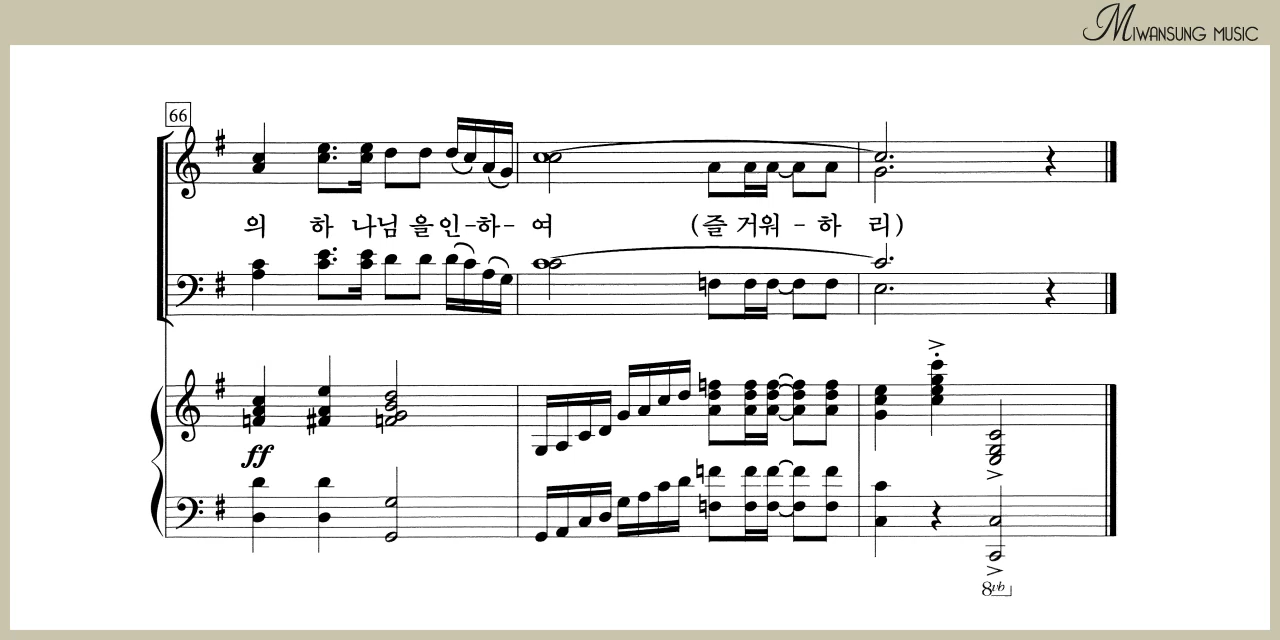 MIWANSUNG MUSIC
66
의 하 나님 을인-하- 여 (즐 거워 - 하 리)
ff
8vb